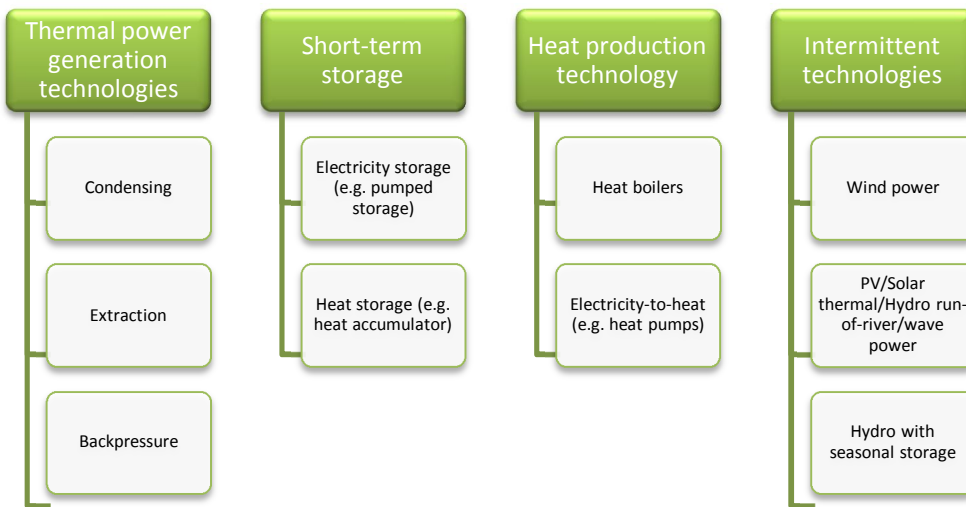 Thermal power
generation
technologies
Condensing
Extraction
Backpressure
Short-term
storage
Electricity storage
(e.g. pumped
storage)
Heat storage (e.g.
heat accumulator)
Heat production
technology
Heat boilers
Electricity-to-heat
(e.g. heat pumps)
Intermittent
technologies
Wind power
PV/Solar
thermal/Hydro run-
of-river/wave
power
Hydro with
seasonal storage